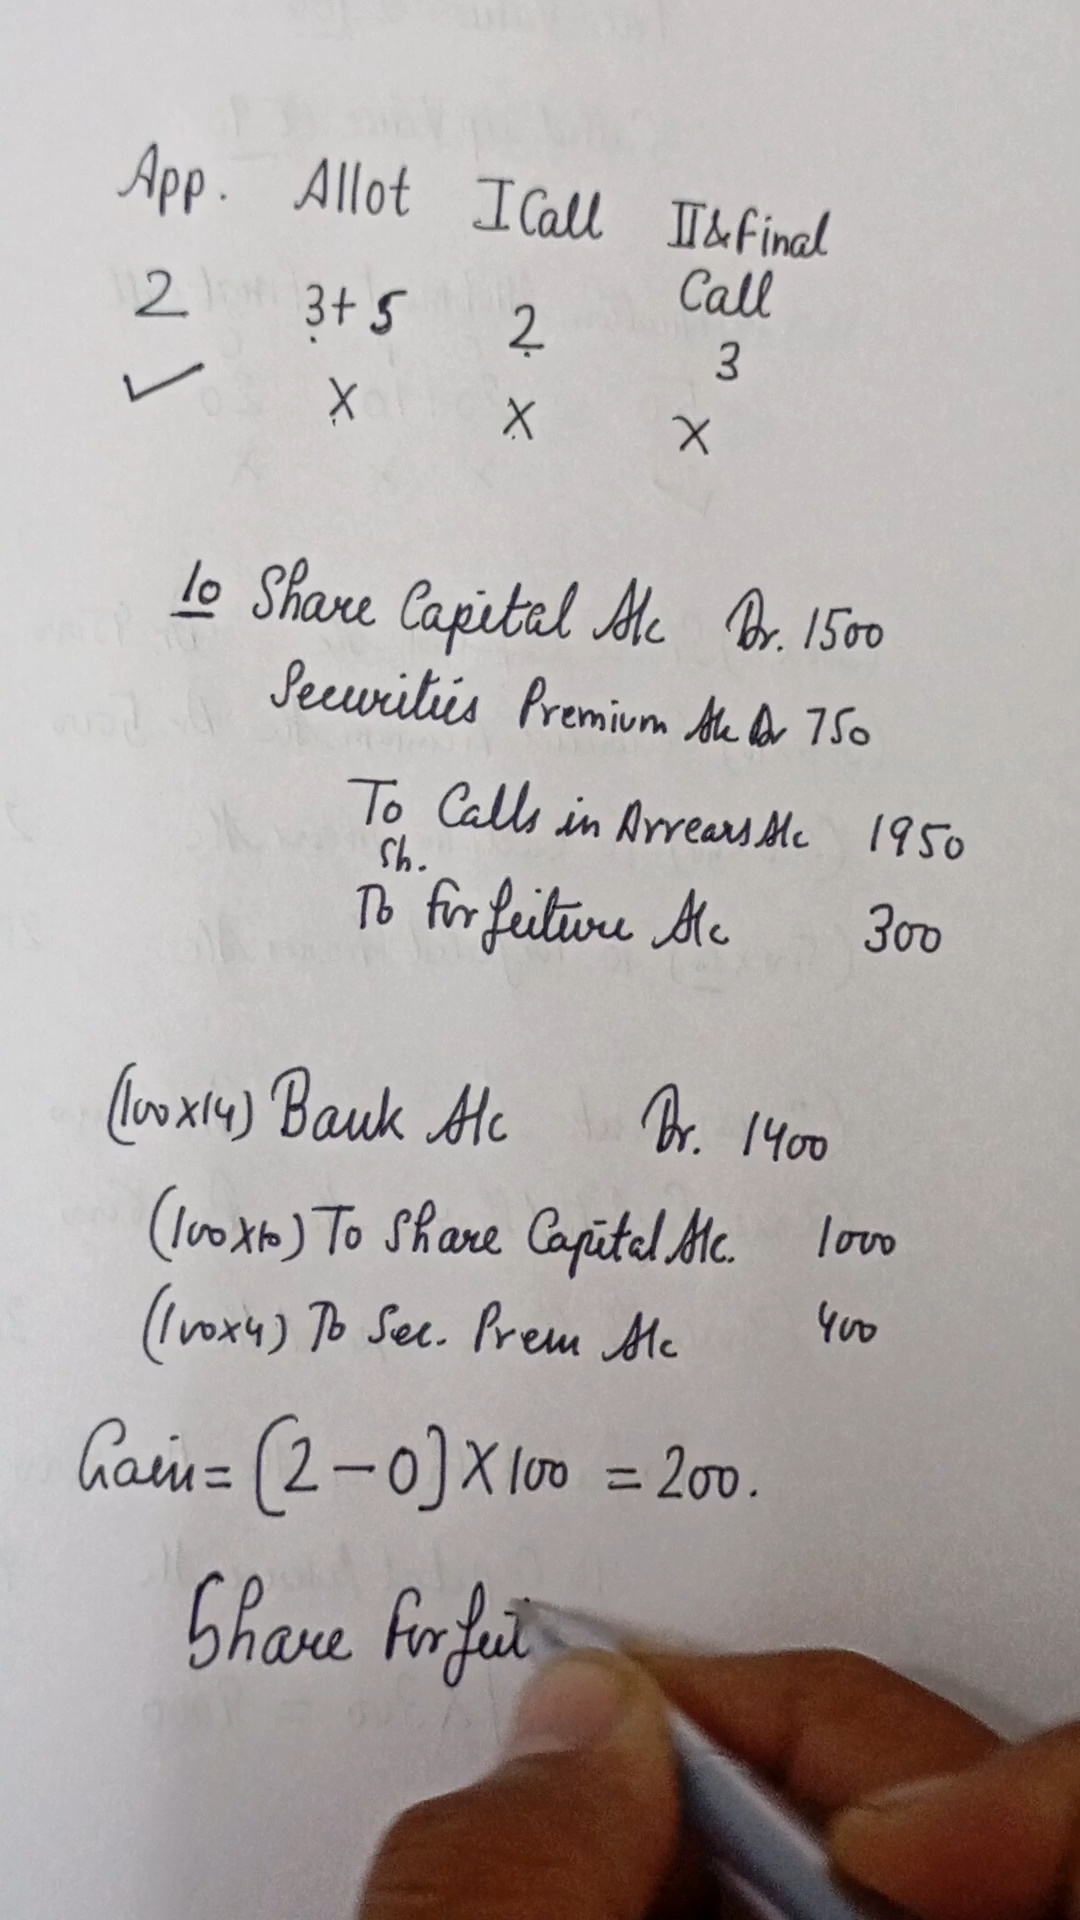 App. Allot I Call II & Final Call
2 3+5 2 3
✓ x x x
10 Share Capital A/c Dr. 1500
Securities Premium A/c Dr 750
To Calls in Arrears A/c 1950
To Sh. Forfeiture A/c 300
(100x14) Bank A/c Dr. 1400
(100x10) To Share Capital A/c. 1000
(100x4) To Sec. Prem A/c 400
Gain = [2-0] X 100 = 200.
Share Forfeit